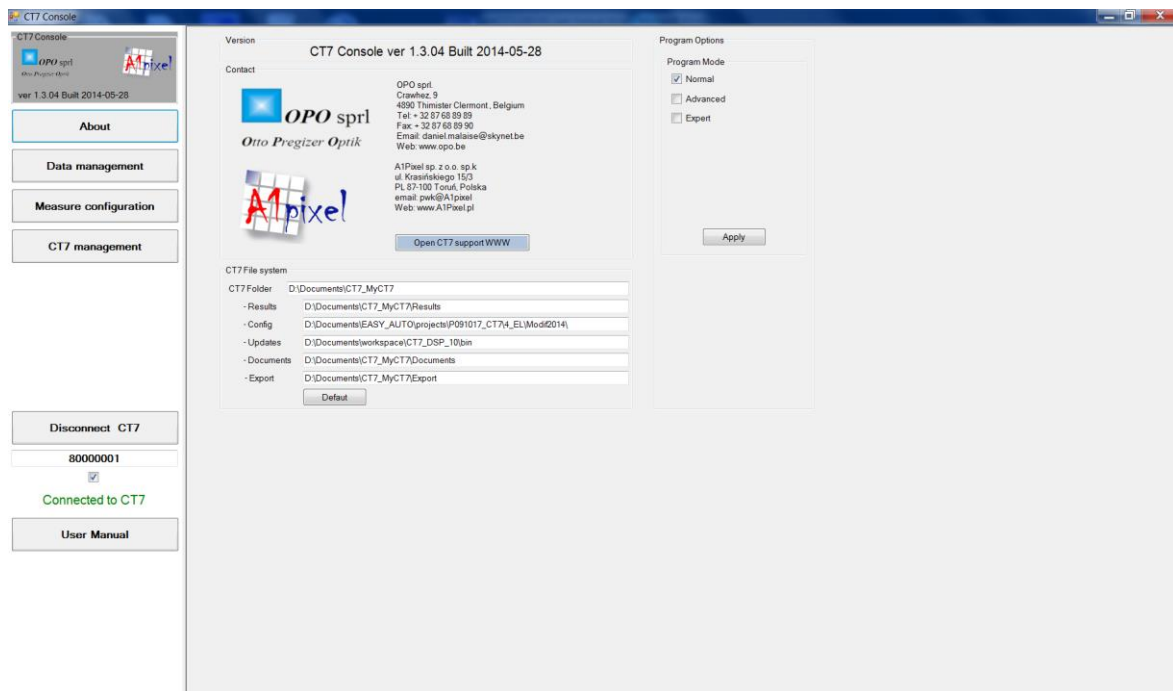 CT7 Console
CT7 Console
OPO sprl
Otto Pregizer Optik
A1pixel
ver 1.3.04 Built 2014-05-28
About
Data management
Measure configuration
CT7 management
Disconnect CT7
80000001
Connected to CT7
User Manual
Version
CT7 Console ver 1.3.04 Built 2014-05-28
Contact
OPO sprl
Otto Pregizer Optik
OPO sprl.
Crawhez, 9
4890 Thimister Clermont, Belgium
Tel: + 32 87 68 89 89
Fax: + 32 87 68 89 90
Email: daniel.malaise@skynet.be
Web: www.opo.be
A1pixel
A1Pixel sp. z o.o. sp.k
ul. Krasińskiego 15/3
PL 87-100 Toruń, Polska
email: pwk@A1pixel
Web: www.A1Pixel.pl
Open CT7 support WWW
CT7 File system
CT7 Folder D:\Documents\CT7_MyCT7
- Results D:\Documents\CT7_MyCT7\Results
- Config D:\Documents\EASY_AUTO\projects\P091017_CT7\4_EL\Modif2014\
- Updates D:\Documents\workspace\CT7_DSP_10\bin
- Documents D:\Documents\CT7_MyCT7\Documents
- Export D:\Documents\CT7_MyCT7\Export
Defaut
Program Options
Program Mode
Normal
Advanced
Expert
Apply